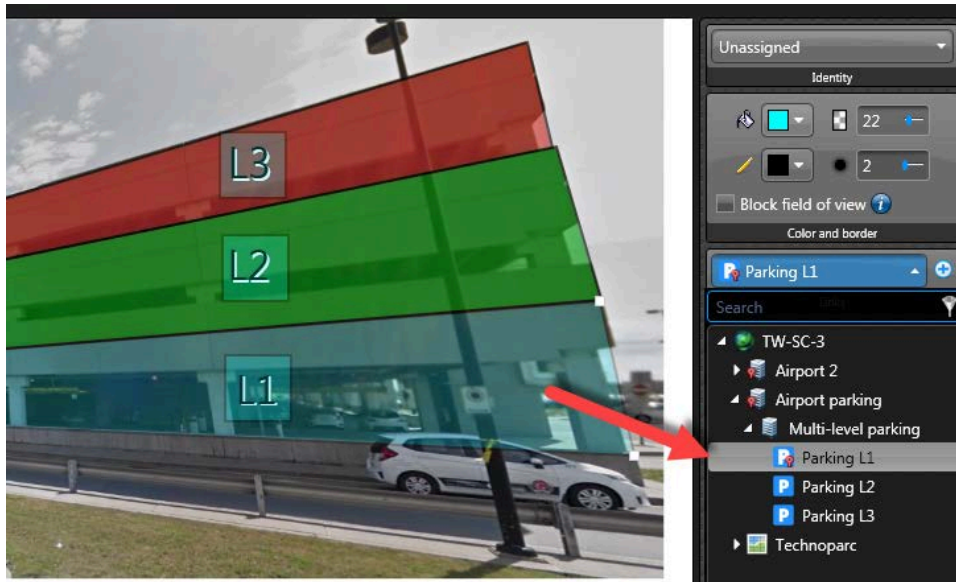 L3
L2
L1
Unassigned
Identity
22
2
Block field of view
Color and border
Parking L1
Search
TW-SC-3
Airport 2
Airport parking
Multi-level parking
P Parking L1
P Parking L2
P Parking L3
Technoparc